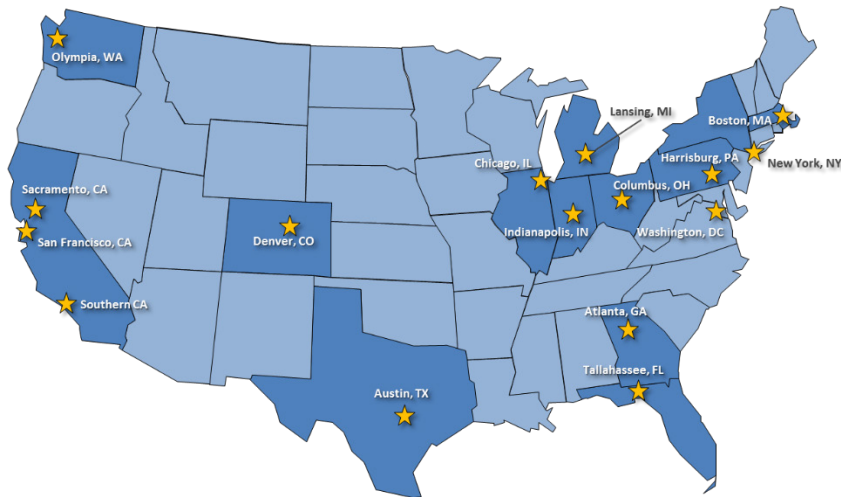 Olympia, WA
Lansing, MI
Boston, MA
Chicago, IL
Harrisburg, PA
New York, NY
Sacramento, CA
Columbus, OH
Indianapolis, IN
Washington, DC
San Francisco, CA
Denver, CO
Southern CA
Atlanta, GA
Tallahassee, FL
Austin, TX